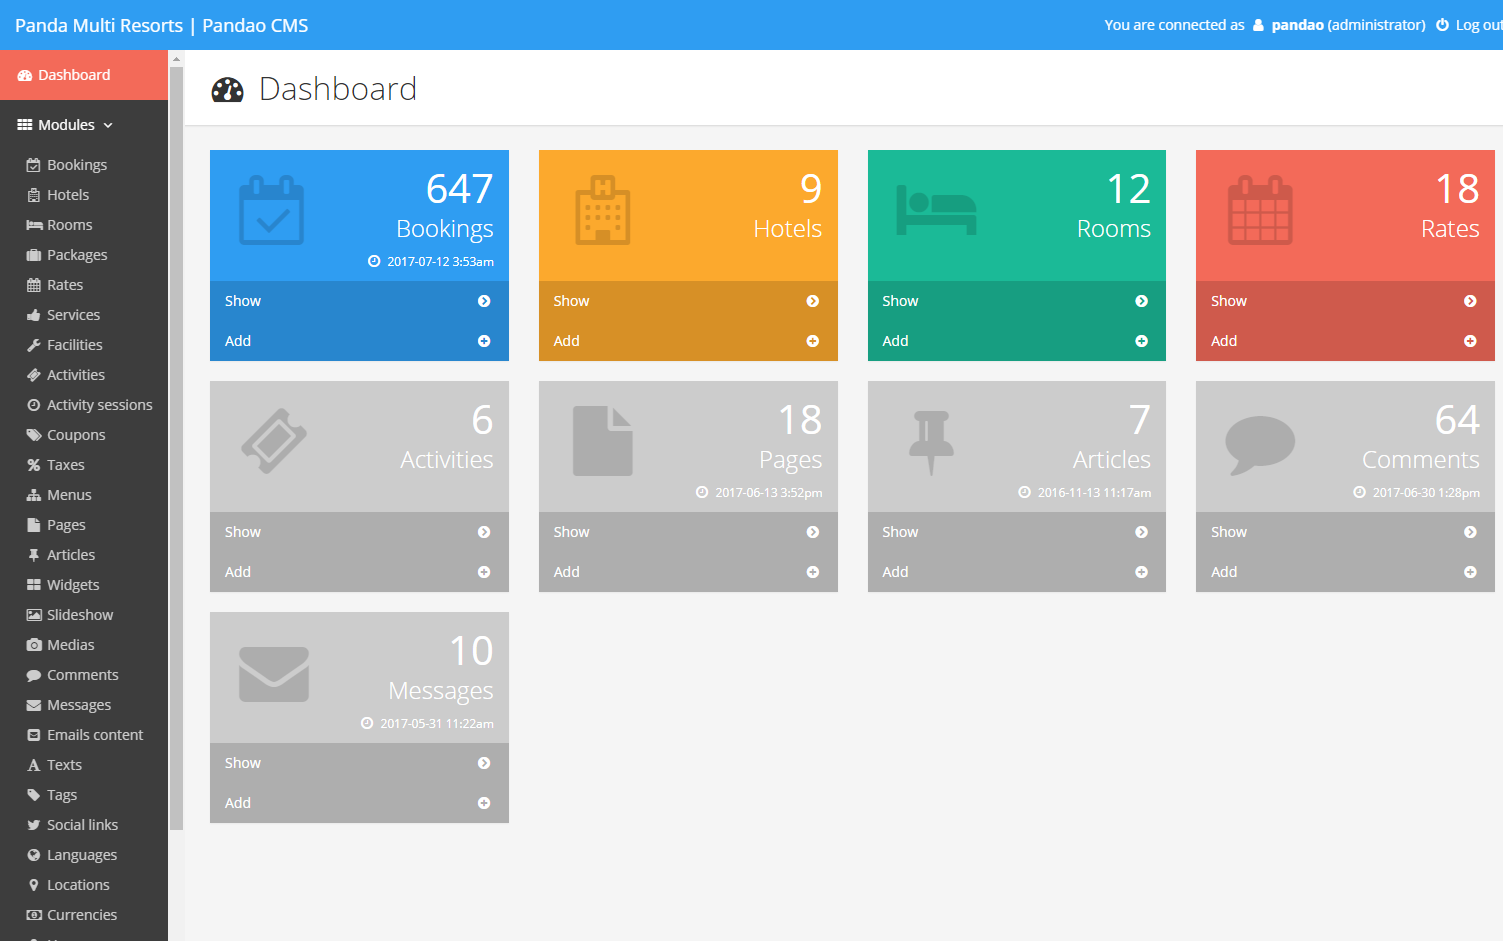 Panda Multi Resorts | Pandao CMS
You are connected as pandao (administrator) Log out
Dashboard
Modules
Bookings
Hotels
Rooms
Packages
Rates
Services
Facilities
Activities
Activity sessions
Coupons
Taxes
Menus
Pages
Articles
Widgets
Slideshow
Medias
Comments
Messages
Emails content
Texts
Tags
Social links
Languages
Locations
Currencies
Dashboard
647
Bookings
2017-07-12 3:53am
Show
Add
9
Hotels
Show
Add
12
Rooms
Show
Add
18
Rates
Show
Add
6
Activities
Show
Add
18
Pages
2017-06-13 3:52pm
Show
Add
7
Articles
2016-11-13 11:17am
Show
Add
64
Comments
2017-06-30 1:28pm
Show
Add
10
Messages
2017-05-31 11:22am
Show
Add